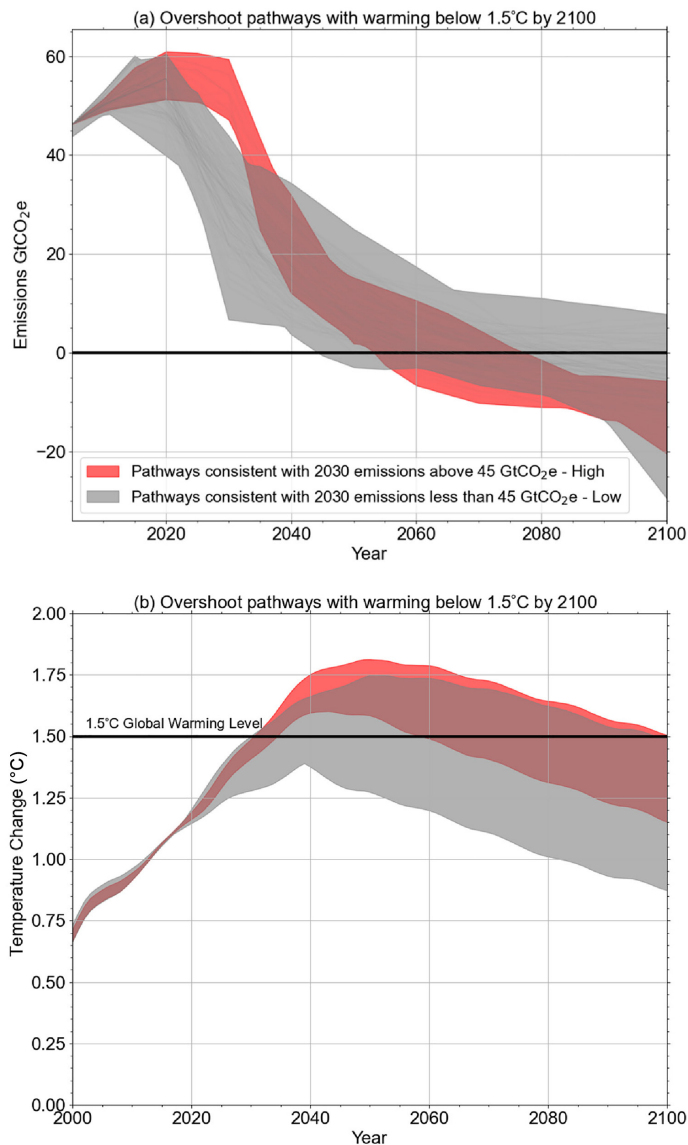 (a) Overshoot pathways with warming below 1.5°C by 2100
60
40
20
0
−20
Emissions GtCO₂e
Pathways consistent with 2030 emissions above 45 GtCO₂e - High
Pathways consistent with 2030 emissions less than 45 GtCO₂e - Low
2020 2040 2060 2080 2100
Year
(b) Overshoot pathways with warming below 1.5°C by 2100
2.00
1.75
1.50
1.25
1.00
0.75
0.50
0.25
0.00
Temperature Change (°C)
1.5°C Global Warming Level
2000 2020 2040 2060 2080 2100
Year